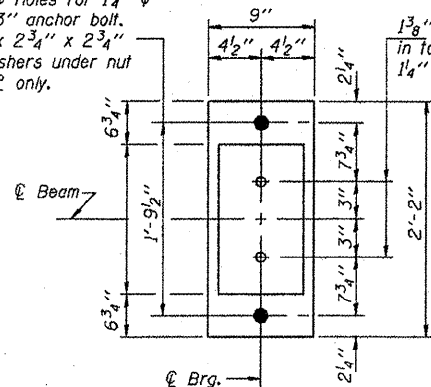 holes for 1¼" φ
3" anchor bolt.
x 2¾" x 2¾"
shers under nut
℄ only.
9"
4½"
4½"
1⅜"
in to
1¼"
2¼"
6¾"
7¾"
3"
℄ Beam
1'-9½"
2'-2"
3"
7¾"
6¾"
2¼"
℄ Brg.